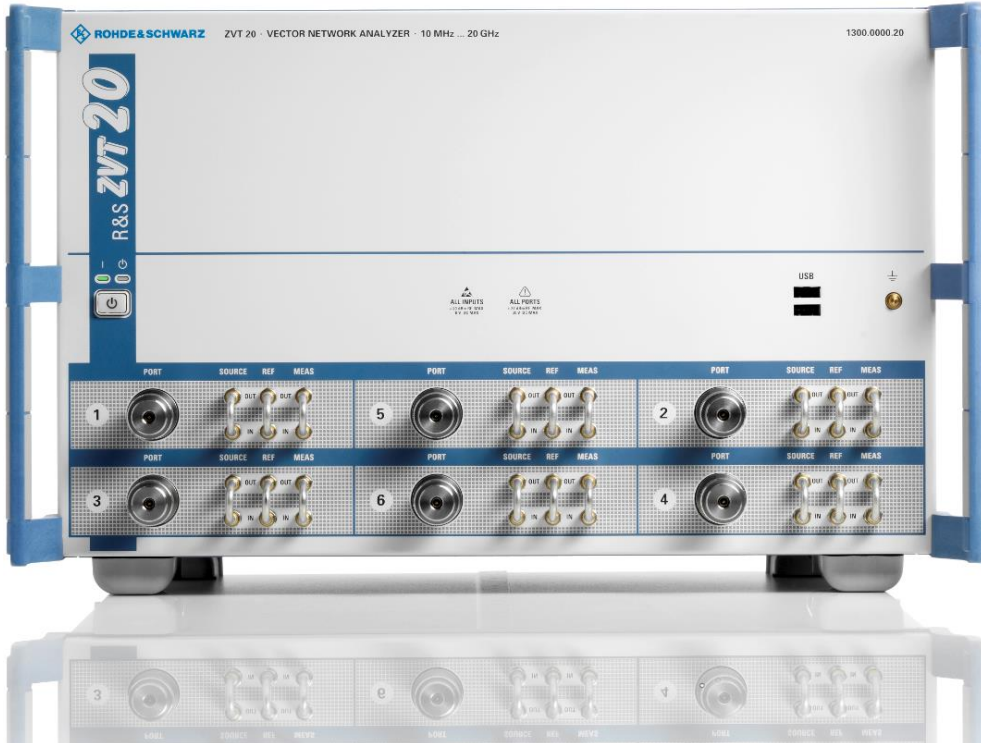 ROHDE&SCHWARZ ZVT 20 · VECTOR NETWORK ANALYZER · 10 MHz ... 20 GHz 1300.0000.20
R&S ZVT 20
USB
ALL INPUTS ALL PORTS
PORT SOURCE REF MEAS PORT SOURCE REF MEAS PORT SOURCE REF MEAS
OUT OUT OUT OUT OUT OUT
1 5 2
IN IN IN IN IN IN
PORT SOURCE REF MEAS PORT SOURCE REF MEAS PORT SOURCE REF MEAS
OUT OUT OUT OUT OUT OUT
3 6 4
IN IN IN IN IN IN